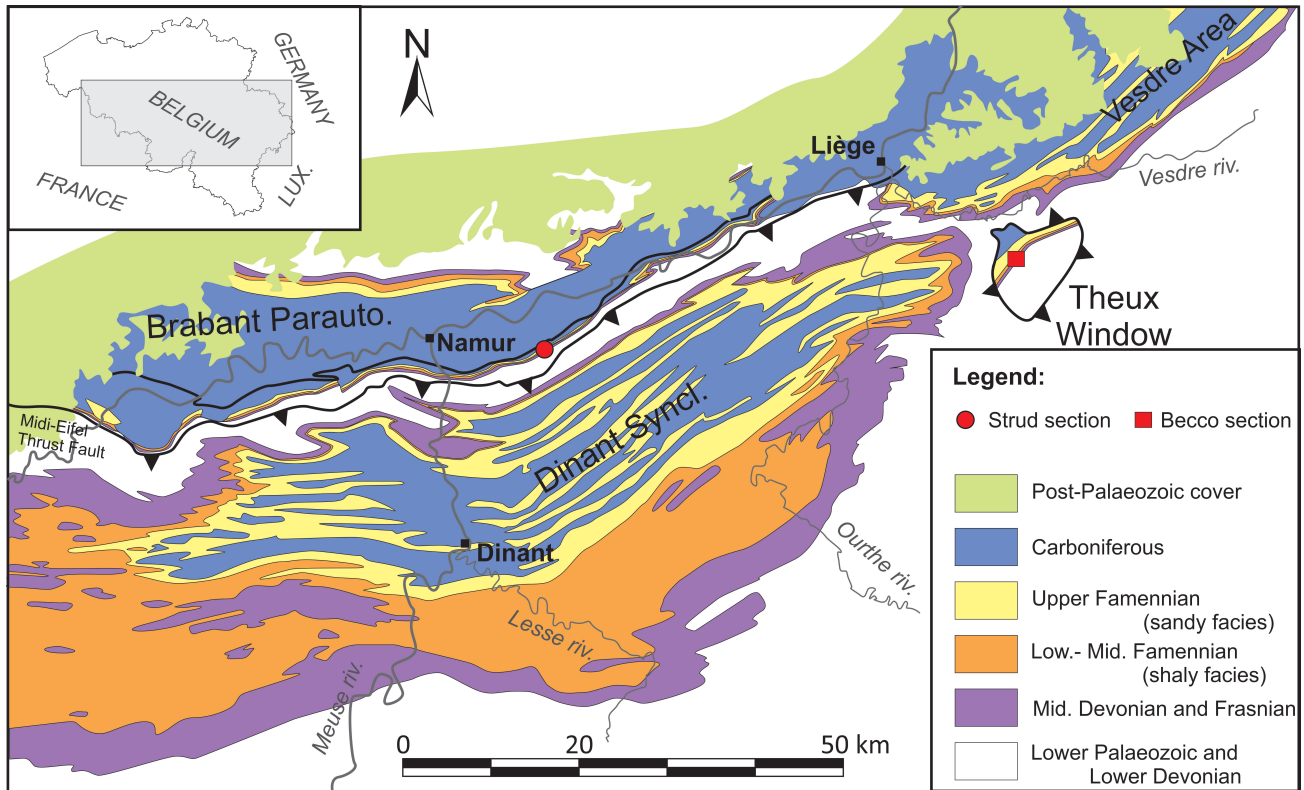 GERMANY
BELGIUM
FRANCE
LUX.
N
Vesdre Area
Liège
Vesdre riv.
Theux
Window
Brabant Parauto.
Namur
Midi-Eifel
Thrust Fault
Dinant Syncl.
Dinant
Ourthe riv.
Lesse riv.
Meuse riv.
0 20 50 km
Legend:
Strud section Becco section
Post-Palaeozoic cover
Carboniferous
Upper Famennian
(sandy facies)
Low.- Mid. Famennian
(shaly facies)
Mid. Devonian and Frasnian
Lower Palaeozoic and
Lower Devonian